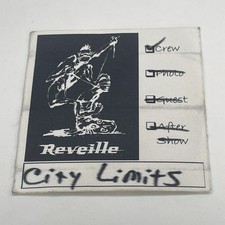 Crew
Photo
Guest
After
Show
Reveille
City Limits